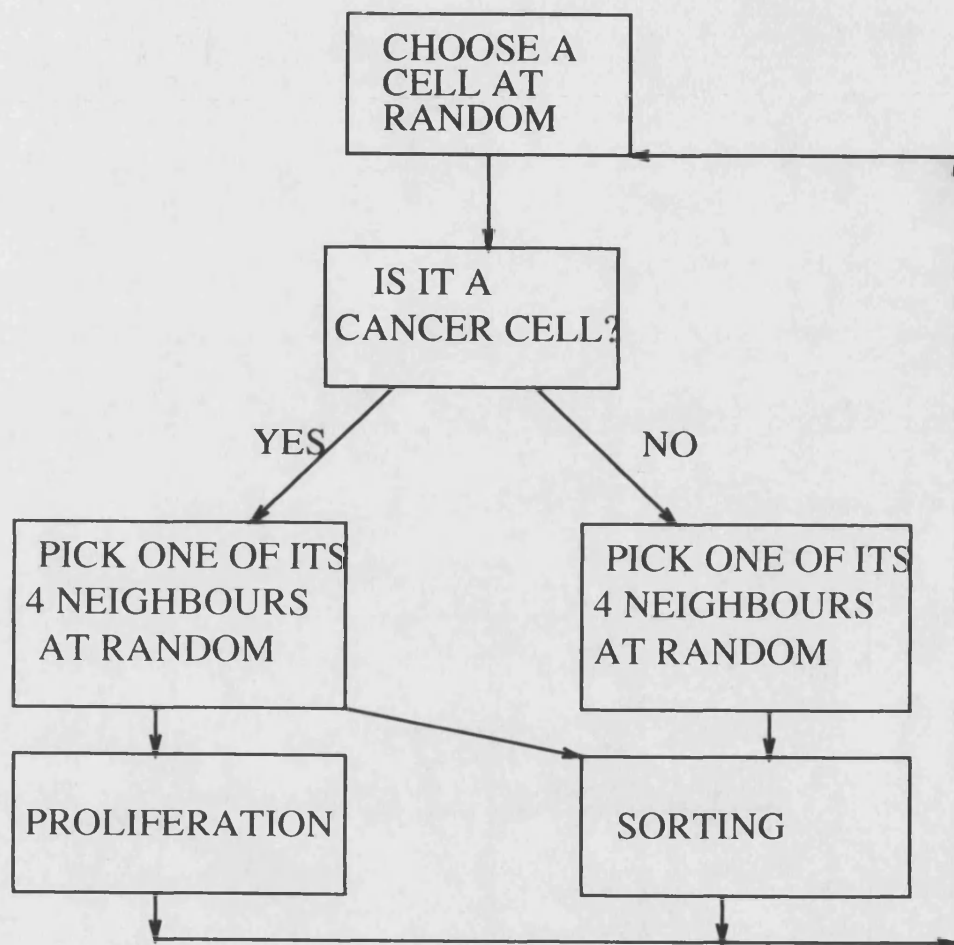 CHOOSE A
CELL AT
RANDOM
IS IT A
CANCER CELL?
YES
NO
PICK ONE OF ITS
4 NEIGHBOURS
AT RANDOM
PICK ONE OF ITS
4 NEIGHBOURS
AT RANDOM
PROLIFERATION
SORTING